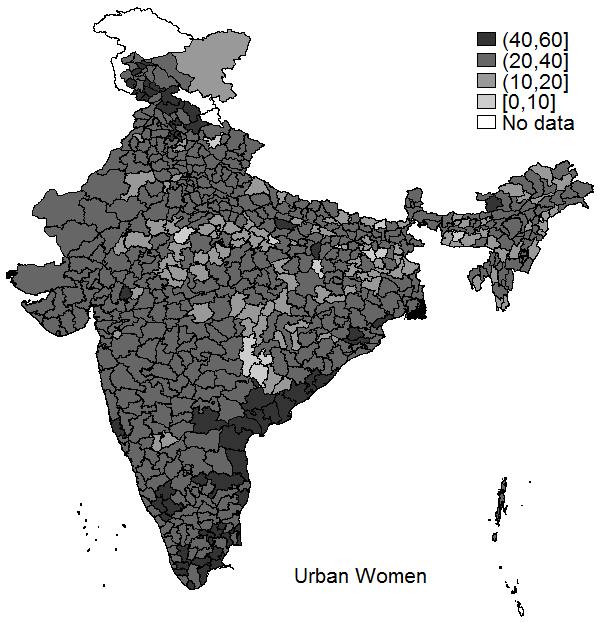 (40,60]
(20,40]
(10,20]
[0,10]
No data
Urban Women